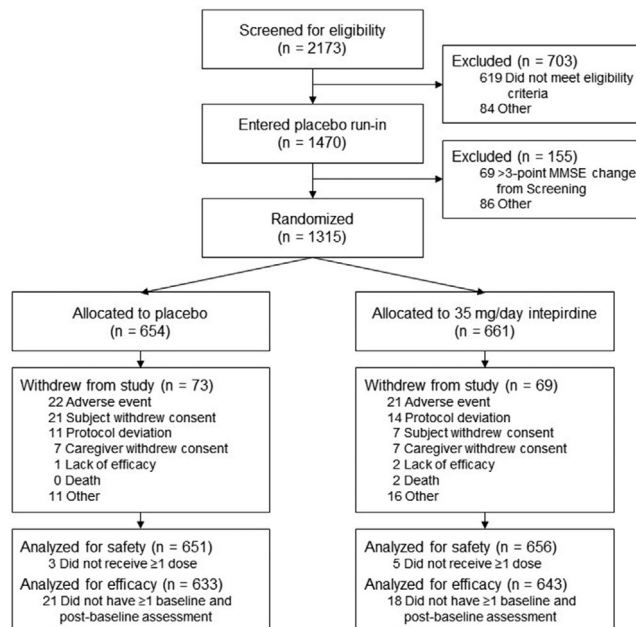 Screened for eligibility
(n = 2173)
Excluded (n = 703)
619 Did not meet eligibility
criteria
84 Other
Entered placebo run-in
(n = 1470)
Excluded (n = 155)
69 >3-point MMSE change
from Screening
86 Other
Randomized
(n = 1315)
Allocated to placebo
(n = 654)
Withdrew from study (n = 73)
22 Adverse event
21 Subject withdrew consent
11 Protocol deviation
7 Caregiver withdrew consent
1 Lack of efficacy
0 Death
11 Other
Analyzed for safety (n = 651)
3 Did not receive ≥1 dose
Analyzed for efficacy (n = 633)
21 Did not have ≥1 baseline and
post-baseline assessment
Allocated to 35 mg/day intepirdine
(n = 661)
Withdrew from study (n = 69)
21 Adverse event
14 Protocol deviation
7 Subject withdrew consent
7 Caregiver withdrew consent
2 Lack of efficacy
2 Death
16 Other
Analyzed for safety (n = 656)
5 Did not receive ≥1 dose
Analyzed for efficacy (n = 643)
18 Did not have ≥1 baseline and
post-baseline assessment